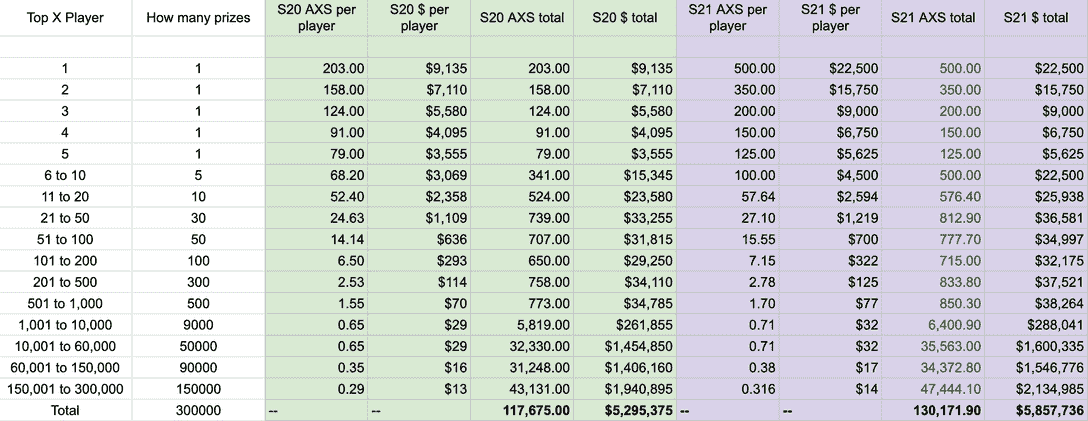 Top X Player How many prizes S20 AXS per player S20 $ per player S20 AXS total S20 $ total S21 AXS per player S21 $ per player S21 AXS total S21 $ total
1 1 203.00 $9,135 203.00 $9,135 500.00 $22,500 500.00 $22,500
2 1 158.00 $7,110 158.00 $7,110 350.00 $15,750 350.00 $15,750
3 1 124.00 $5,580 124.00 $5,580 200.00 $9,000 200.00 $9,000
4 1 91.00 $4,095 91.00 $4,095 150.00 $6,750 150.00 $6,750
5 1 79.00 $3,555 79.00 $3,555 125.00 $5,625 125.00 $5,625
6 to 10 5 68.20 $3,069 341.00 $15,345 100.00 $4,500 500.00 $22,500
11 to 20 10 52.40 $2,358 524.00 $23,580 57.64 $2,594 576.40 $25,938
21 to 50 30 24.63 $1,109 739.00 $33,255 27.10 $1,219 812.90 $36,581
51 to 100 50 14.14 $636 707.00 $31,815 15.55 $700 777.70 $34,997
101 to 200 100 6.50 $293 650.00 $29,250 7.15 $322 715.00 $32,175
201 to 500 300 2.53 $114 758.00 $34,110 2.78 $125 833.80 $37,521
501 to 1,000 500 1.55 $70 773.00 $34,785 1.70 $77 850.30 $38,264
1,001 to 10,000 9000 0.65 $29 5,819.00 $261,855 0.71 $32 6,400.90 $288,041
10,001 to 60,000 50000 0.65 $29 32,330.00 $1,454,850 0.71 $32 35,563.00 $1,600,335
60,001 to 150,000 90000 0.35 $16 31,248.00 $1,406,160 0.38 $17 34,372.80 $1,546,776
150,001 to 300,000 150000 0.29 $13 43,131.00 $1,940,895 0.316 $14 47,444.10 $2,134,985
Total 300000 -- -- 117,675.00 $5,295,375 -- -- 130,171.90 $5,857,736